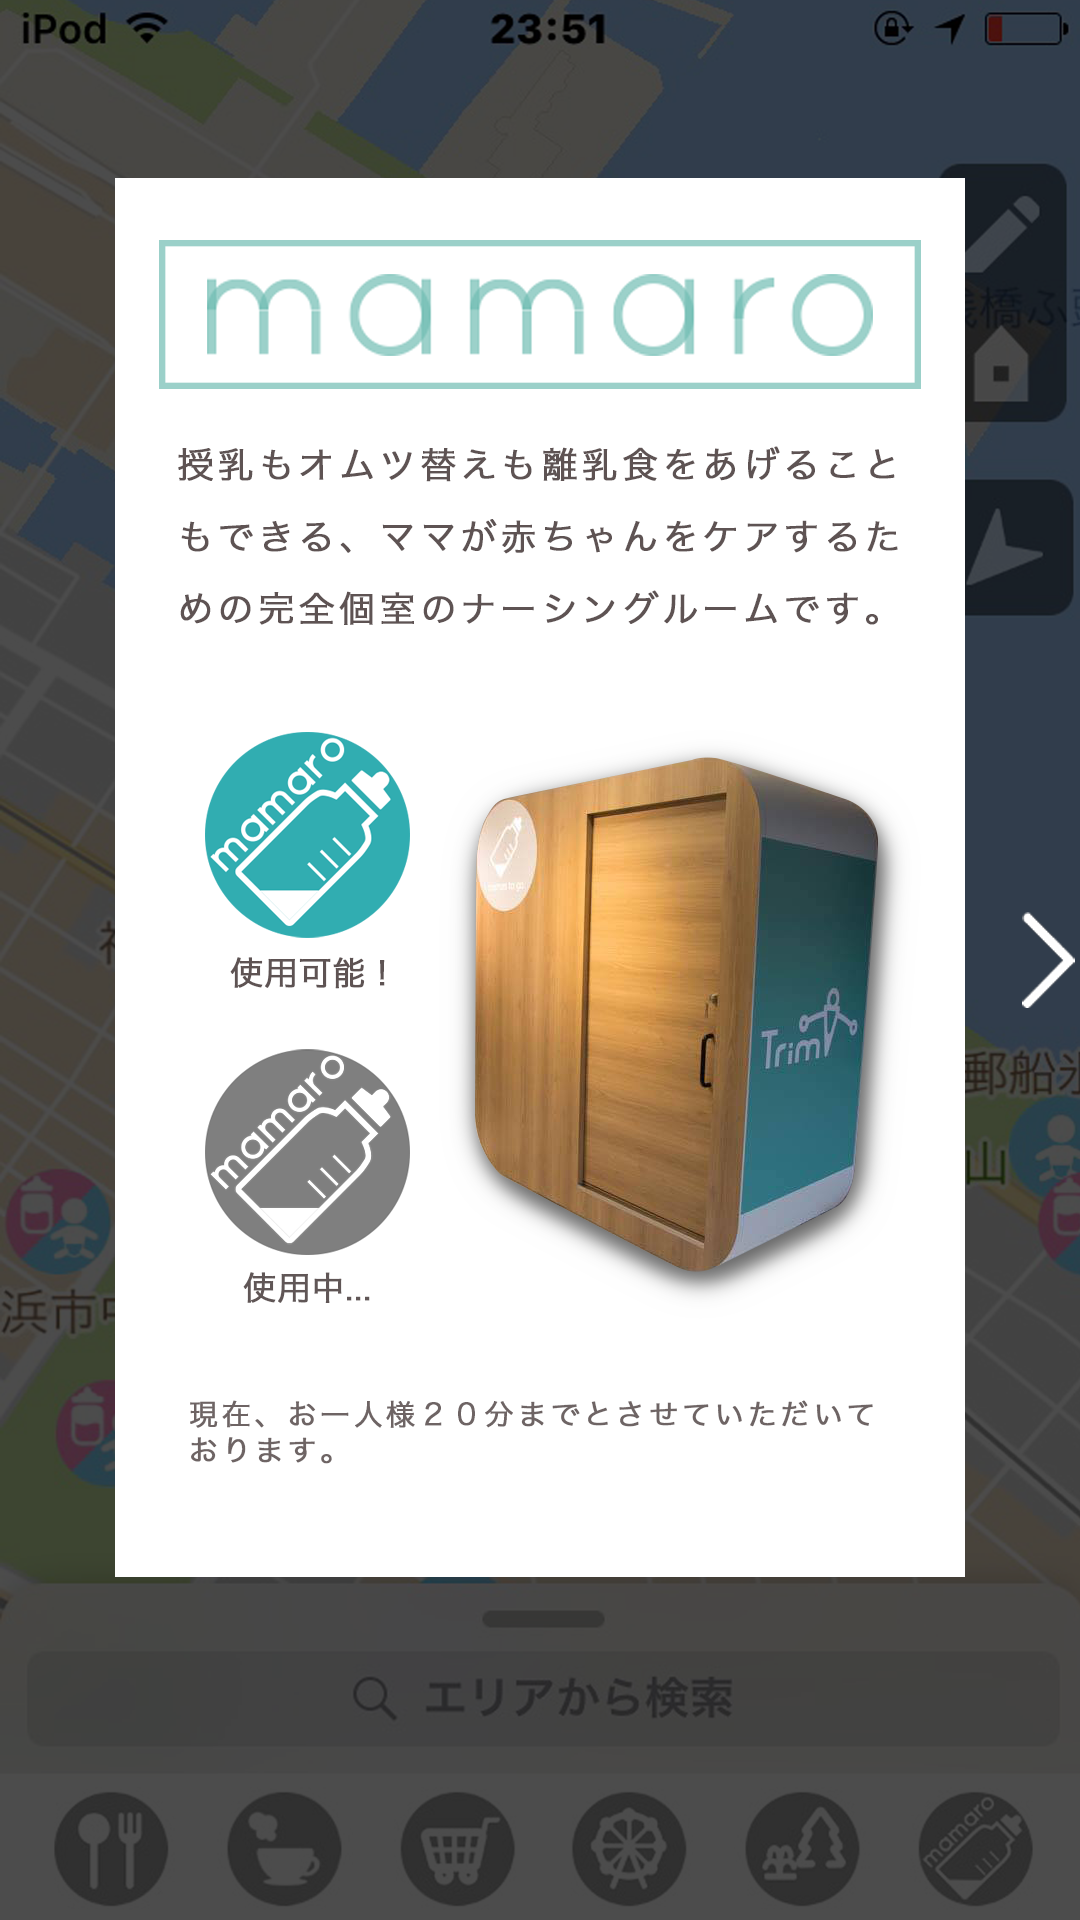 iPod 23:51
mamaro
授乳もオムツ替えも離乳食をあげること
もできる、ママが赤ちゃんをケアするた
めの完全個室のナーシングルームです。
mamaro
使用可能！
Trim
mamaro
使用中...
現在、お一人様２０分までとさせていただいて
おります。
桟橋ふ頭
郵船氷
山
浜市中
エリアから検索
mamaro